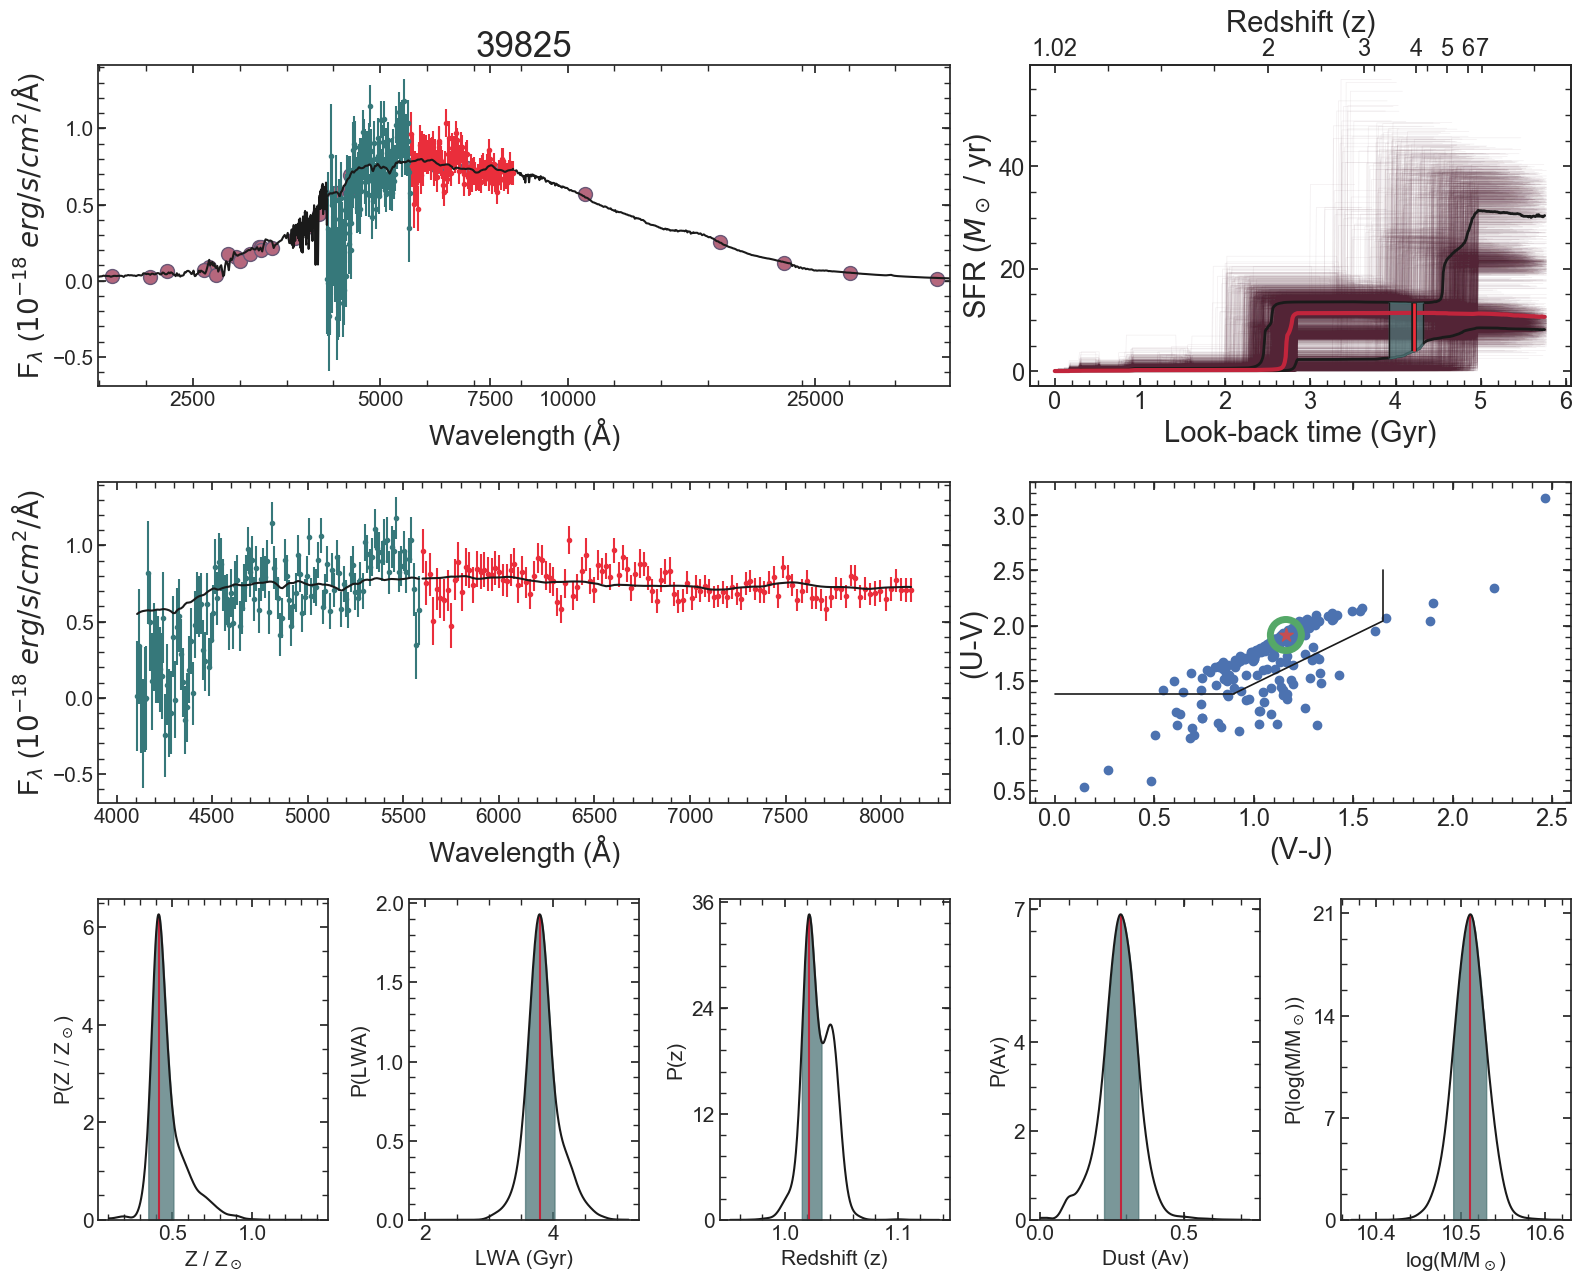 39825
F_λ (10^−18 erg/s/cm^2/Å)
1.0
0.5
0.0
−0.5
2500 5000 7500 10000 25000
Wavelength (Å)
Redshift (z)
1.02 2 3 4 5 6 7
SFR (M_⊙ / yr)
40
20
0
0 1 2 3 4 5 6
Look-back time (Gyr)
F_λ (10^−18 erg/s/cm^2/Å)
1.0
0.5
0.0
−0.5
4000 4500 5000 5500 6000 6500 7000 7500 8000
Wavelength (Å)
(U-V)
3.0
2.5
2.0
1.5
1.0
0.5
0.0 0.5 1.0 1.5 2.0 2.5
(V-J)
P(Z / Z_⊙)
6
4
2
0
0.5 1.0
Z / Z_⊙
P(LWA)
2.0
1.5
1.0
0.5
0.0
2 4
LWA (Gyr)
P(z)
36
24
12
0
1.0 1.1
Redshift (z)
P(Av)
7
4
2
0
0.0 0.5
Dust (Av)
P(log(M/M_⊙))
21
14
7
0
10.4 10.5 10.6
log(M/M_⊙)